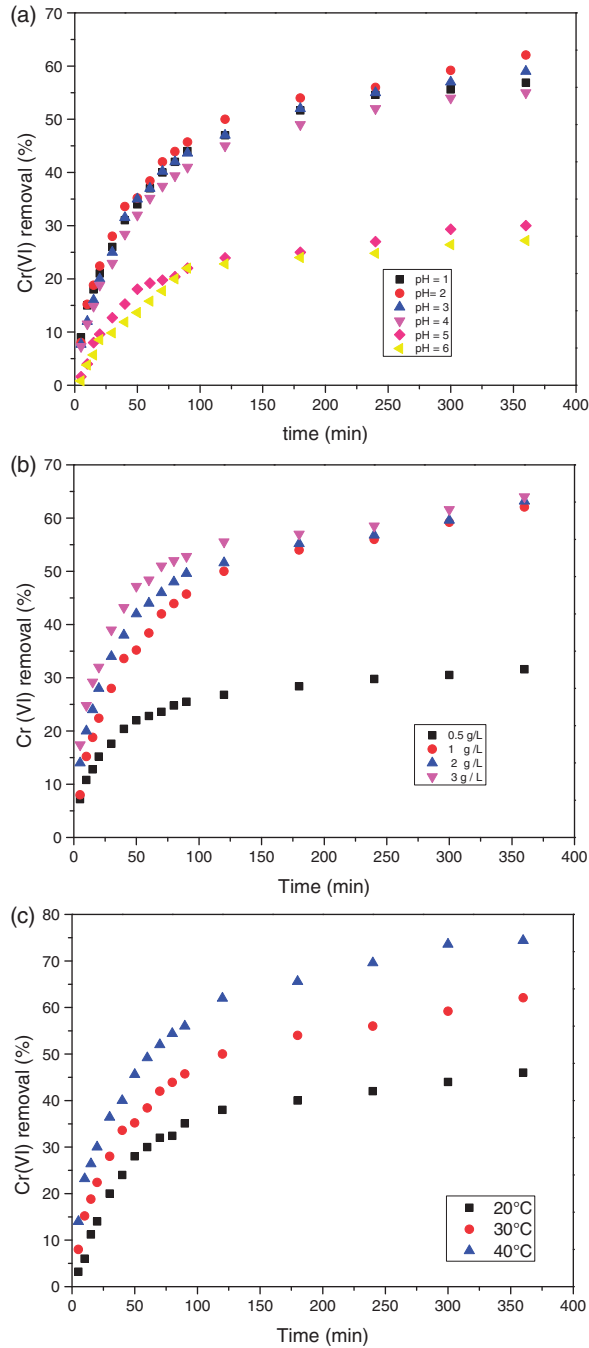 (a)
70
60
50
40
30
20
10
0
Cr(VI) removal (%)
pH = 1
pH= 2
pH = 3
pH = 4
pH = 5
pH = 6
0 50 100 150 200 250 300 350 400
time (min)
(b)
70
60
50
40
30
20
10
0
Cr (VI) removal (%)
0.5 g/L
1 g /L
2 g /L
3 g / L
0 50 100 150 200 250 300 350 400
Time (min)
(c)
80
70
60
50
40
30
20
10
0
Cr(VI) removal (%)
20°C
30°C
40°C
0 50 100 150 200 250 300 350 400
Time (min)